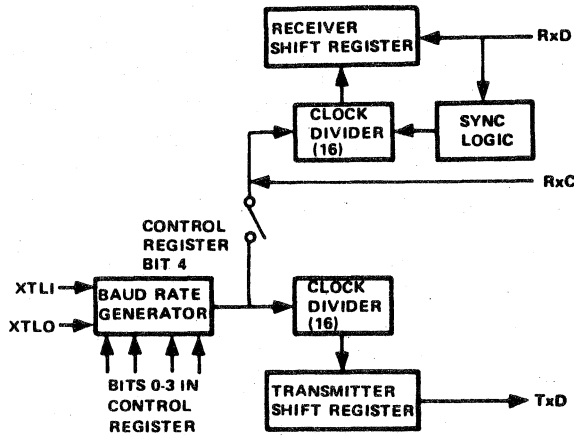 RECEIVER
SHIFT REGISTER
RxD
CLOCK
DIVIDER
(16)
SYNC
LOGIC
RxC
CONTROL
REGISTER
BIT 4
XTLI
XTLO
BAUD RATE
GENERATOR
CLOCK
DIVIDER
(16)
BITS 0-3 IN
CONTROL
REGISTER
TRANSMITTER
SHIFT REGISTER
TxD